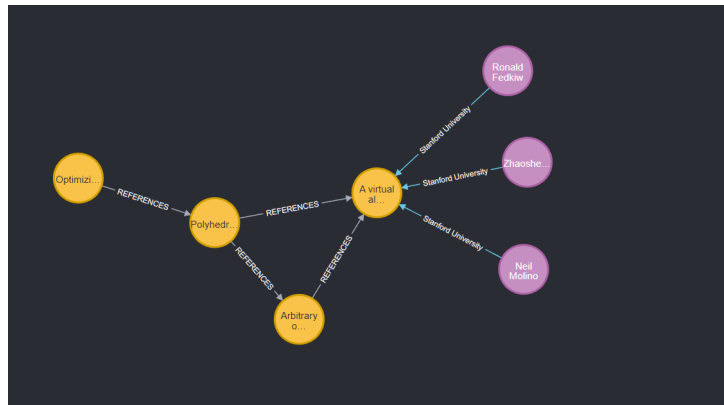 Ronald
Fedkiw
Stanford University
Zhaoshe...
Stanford University
Optimizi...
REFERENCES
A virtual
al...
REFERENCES
Polyhedr...
Stanford University
REFERENCES
REFERENCES
Neil
Molino
Arbitrary
o...